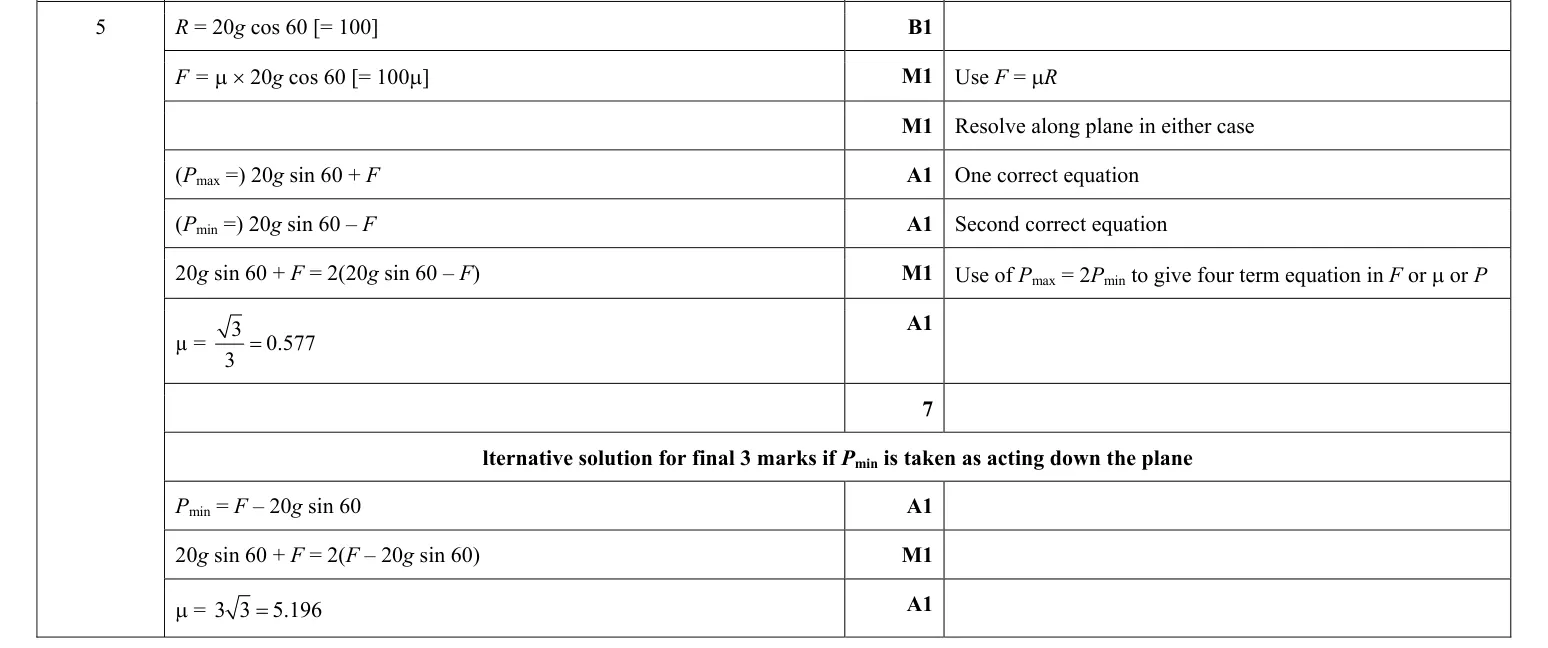 5 R = 20g cos 60 [= 100] B1
F = μ × 20g cos 60 [= 100μ] M1 Use F = μR
M1 Resolve along plane in either case
(Pmax =) 20g sin 60 + F A1 One correct equation
(Pmin =) 20g sin 60 – F A1 Second correct equation
20g sin 60 + F = 2(20g sin 60 – F) M1 Use of Pmax = 2Pmin to give four term equation in F or μ or P
μ = √3/3 = 0.577 A1
7
lternative solution for final 3 marks if Pmin is taken as acting down the plane
Pmin = F – 20g sin 60 A1
20g sin 60 + F = 2(F – 20g sin 60) M1
μ = 3√3 = 5.196 A1